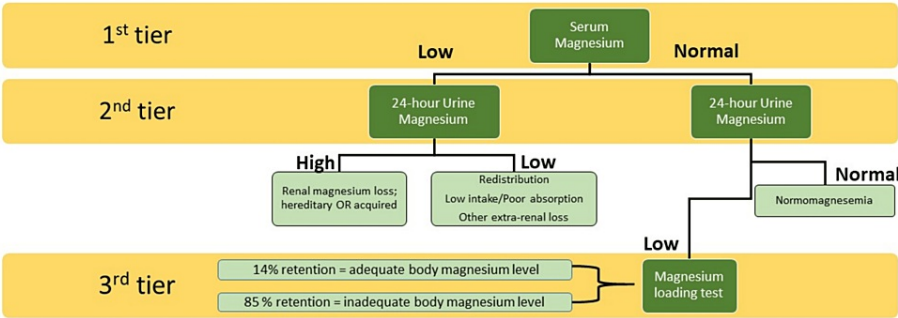 1st tier
Serum
Magnesium
Low
Normal
2nd tier
24-hour Urine
Magnesium
24-hour Urine
Magnesium
High
Low
Normal
Renal magnesium loss;
hereditary OR acquired
Redistribution
Low intake/Poor absorption
Other extra-renal loss
Normomagnesemia
Low
3rd tier
14% retention = adequate body magnesium level
85% retention = inadequate body magnesium level
Magnesium
loading test